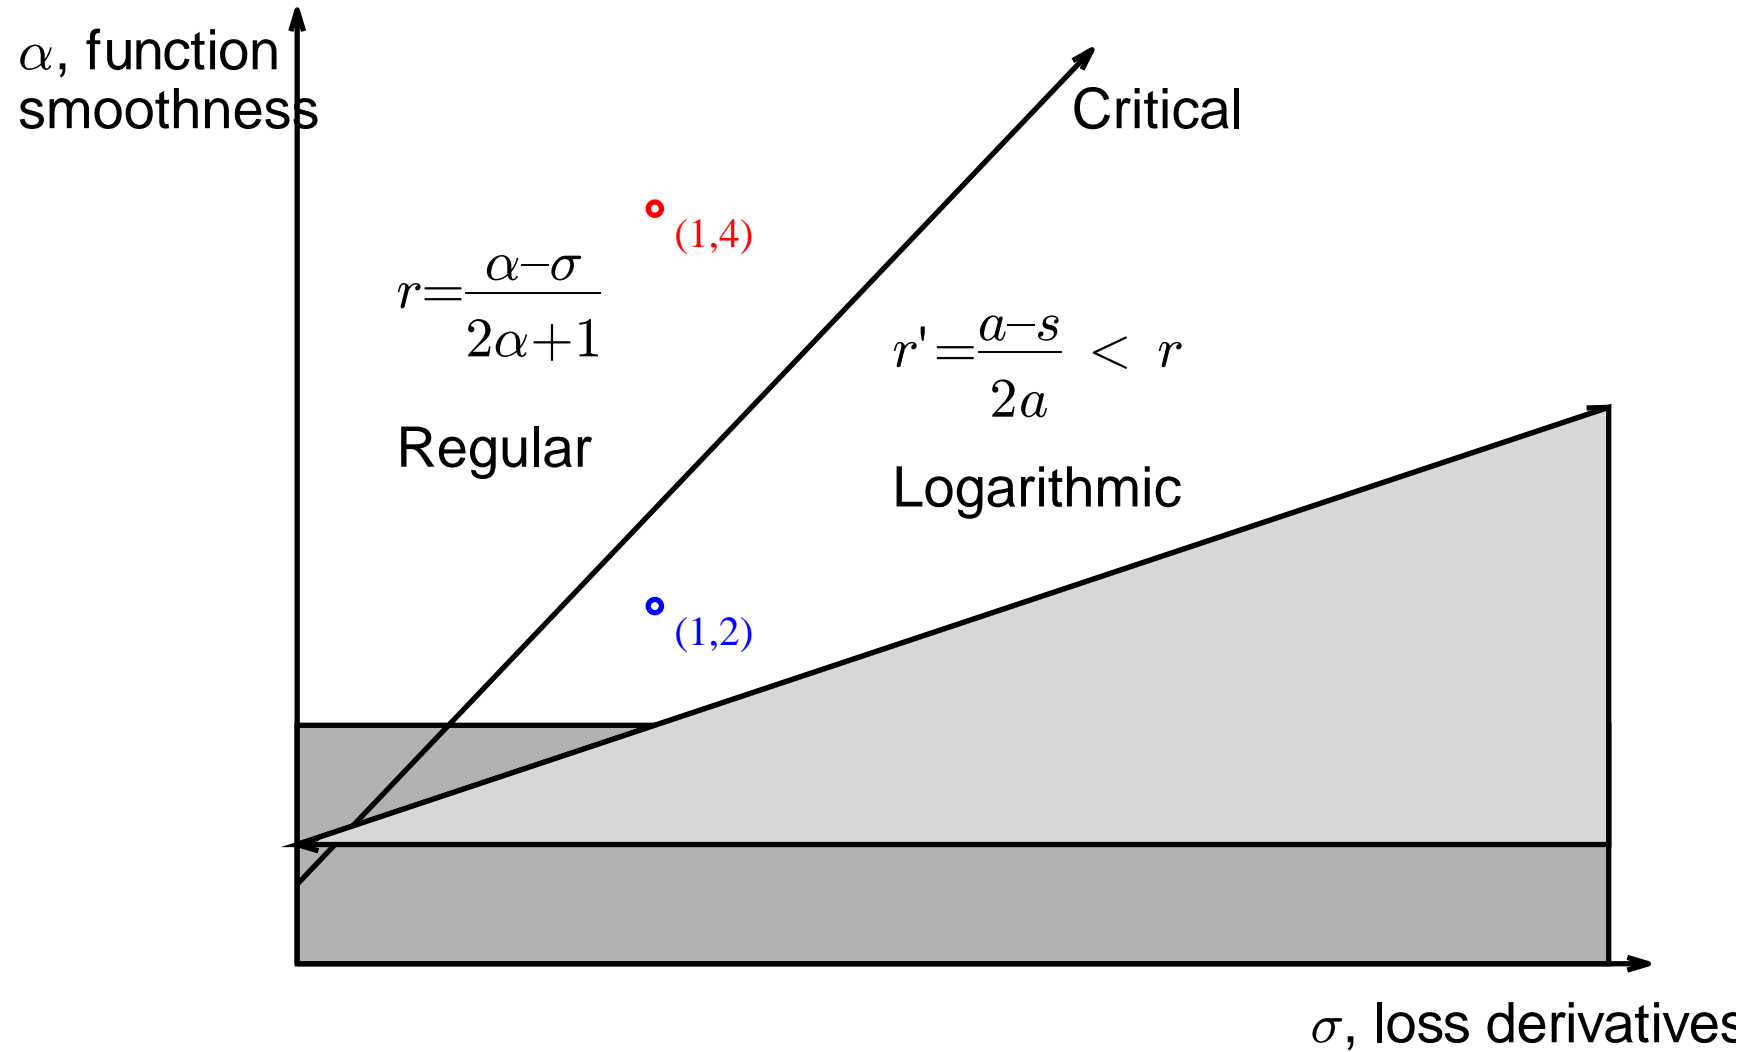 α, function
smoothness
Critical
(1,4)
r=α–σ/2α+1
r'=a–s/2a < r
Regular
Logarithmic
(1,2)
σ, loss derivatives